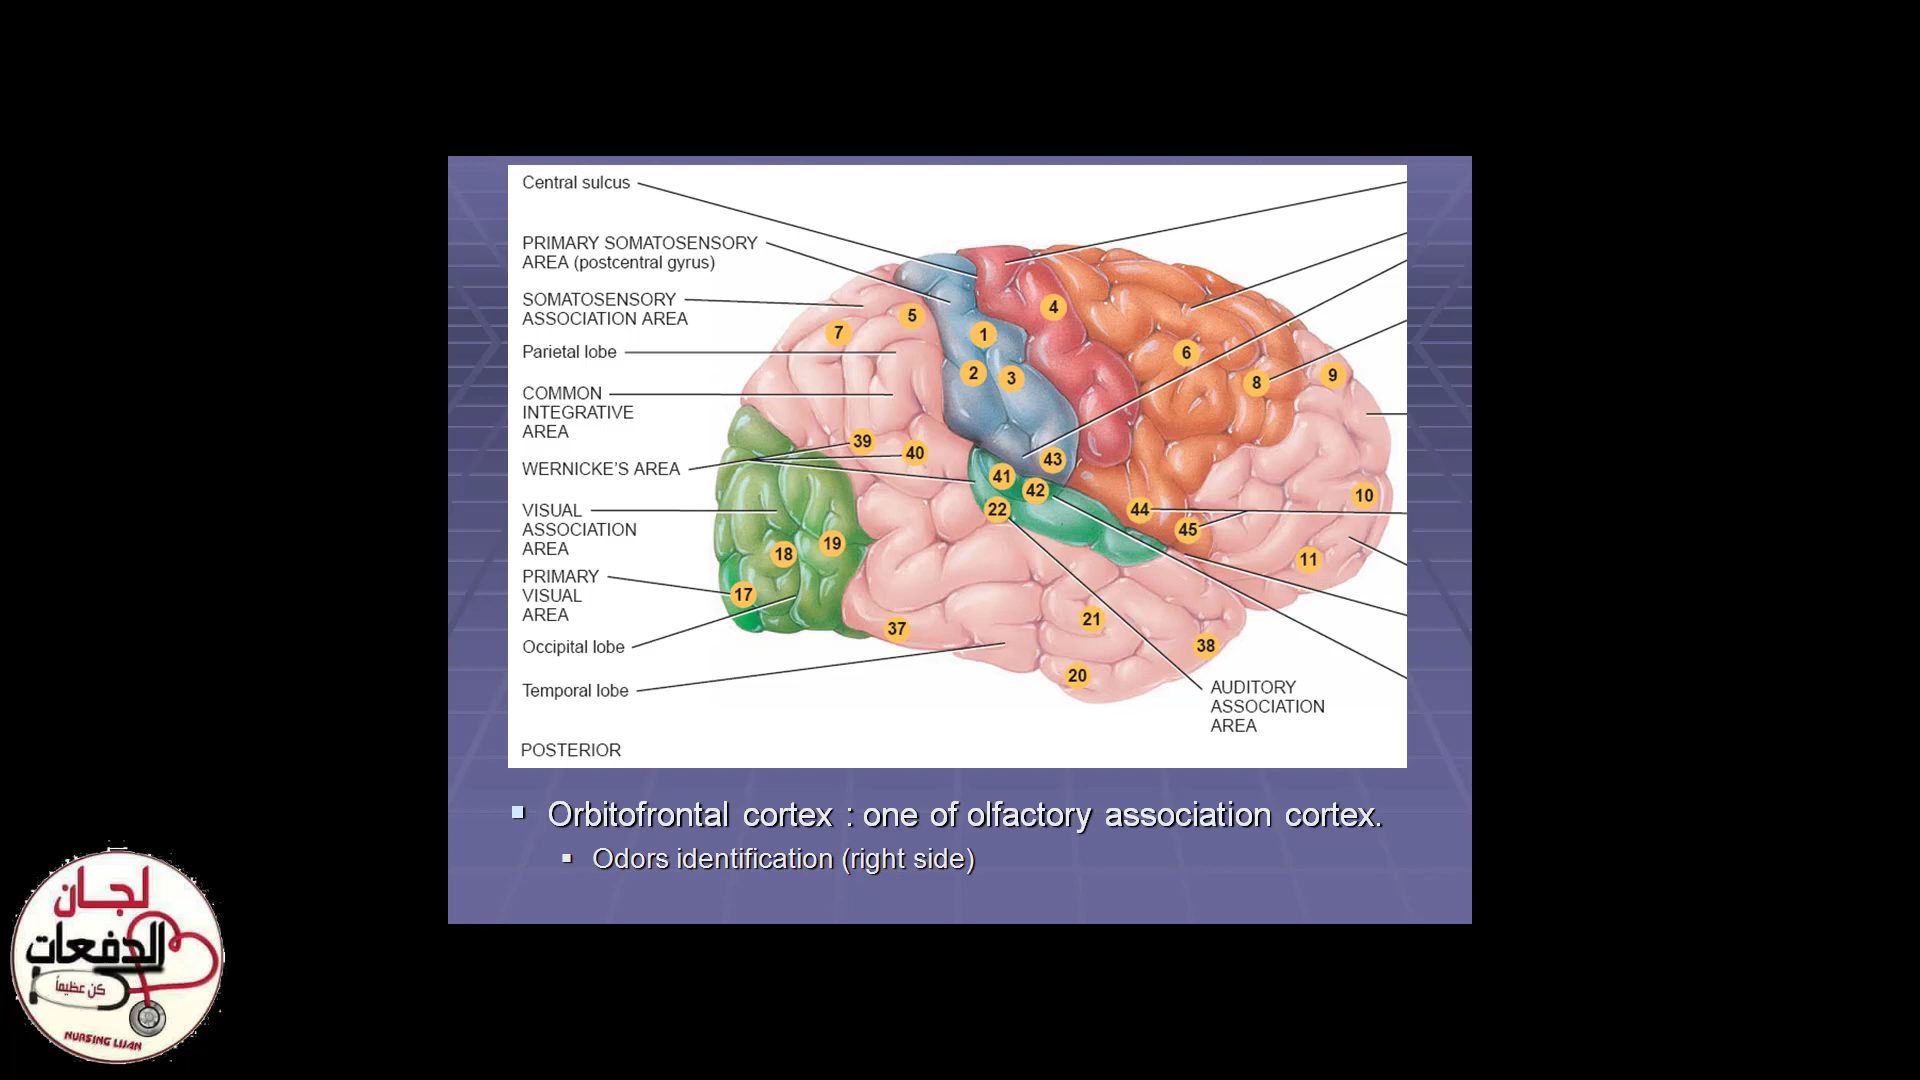 Central sulcus
PRIMARY SOMATOSENSORY
AREA (postcentral gyrus)
SOMATOSENSORY
ASSOCIATION AREA
Parietal lobe
COMMON
INTEGRATIVE
AREA
WERNICKE'S AREA
VISUAL
ASSOCIATION
AREA
PRIMARY
VISUAL
AREA
Occipital lobe
Temporal lobe
POSTERIOR
7
5
1
4
2
3
6
8
9
39
40
43
41
42
22
44
45
10
11
18
19
17
37
21
38
20
AUDITORY
ASSOCIATION
AREA
Orbitofrontal cortex : one of olfactory association cortex.
Odors identification (right side)
لجان
الدفعات
كن عظيماً
NURSING LIJAN